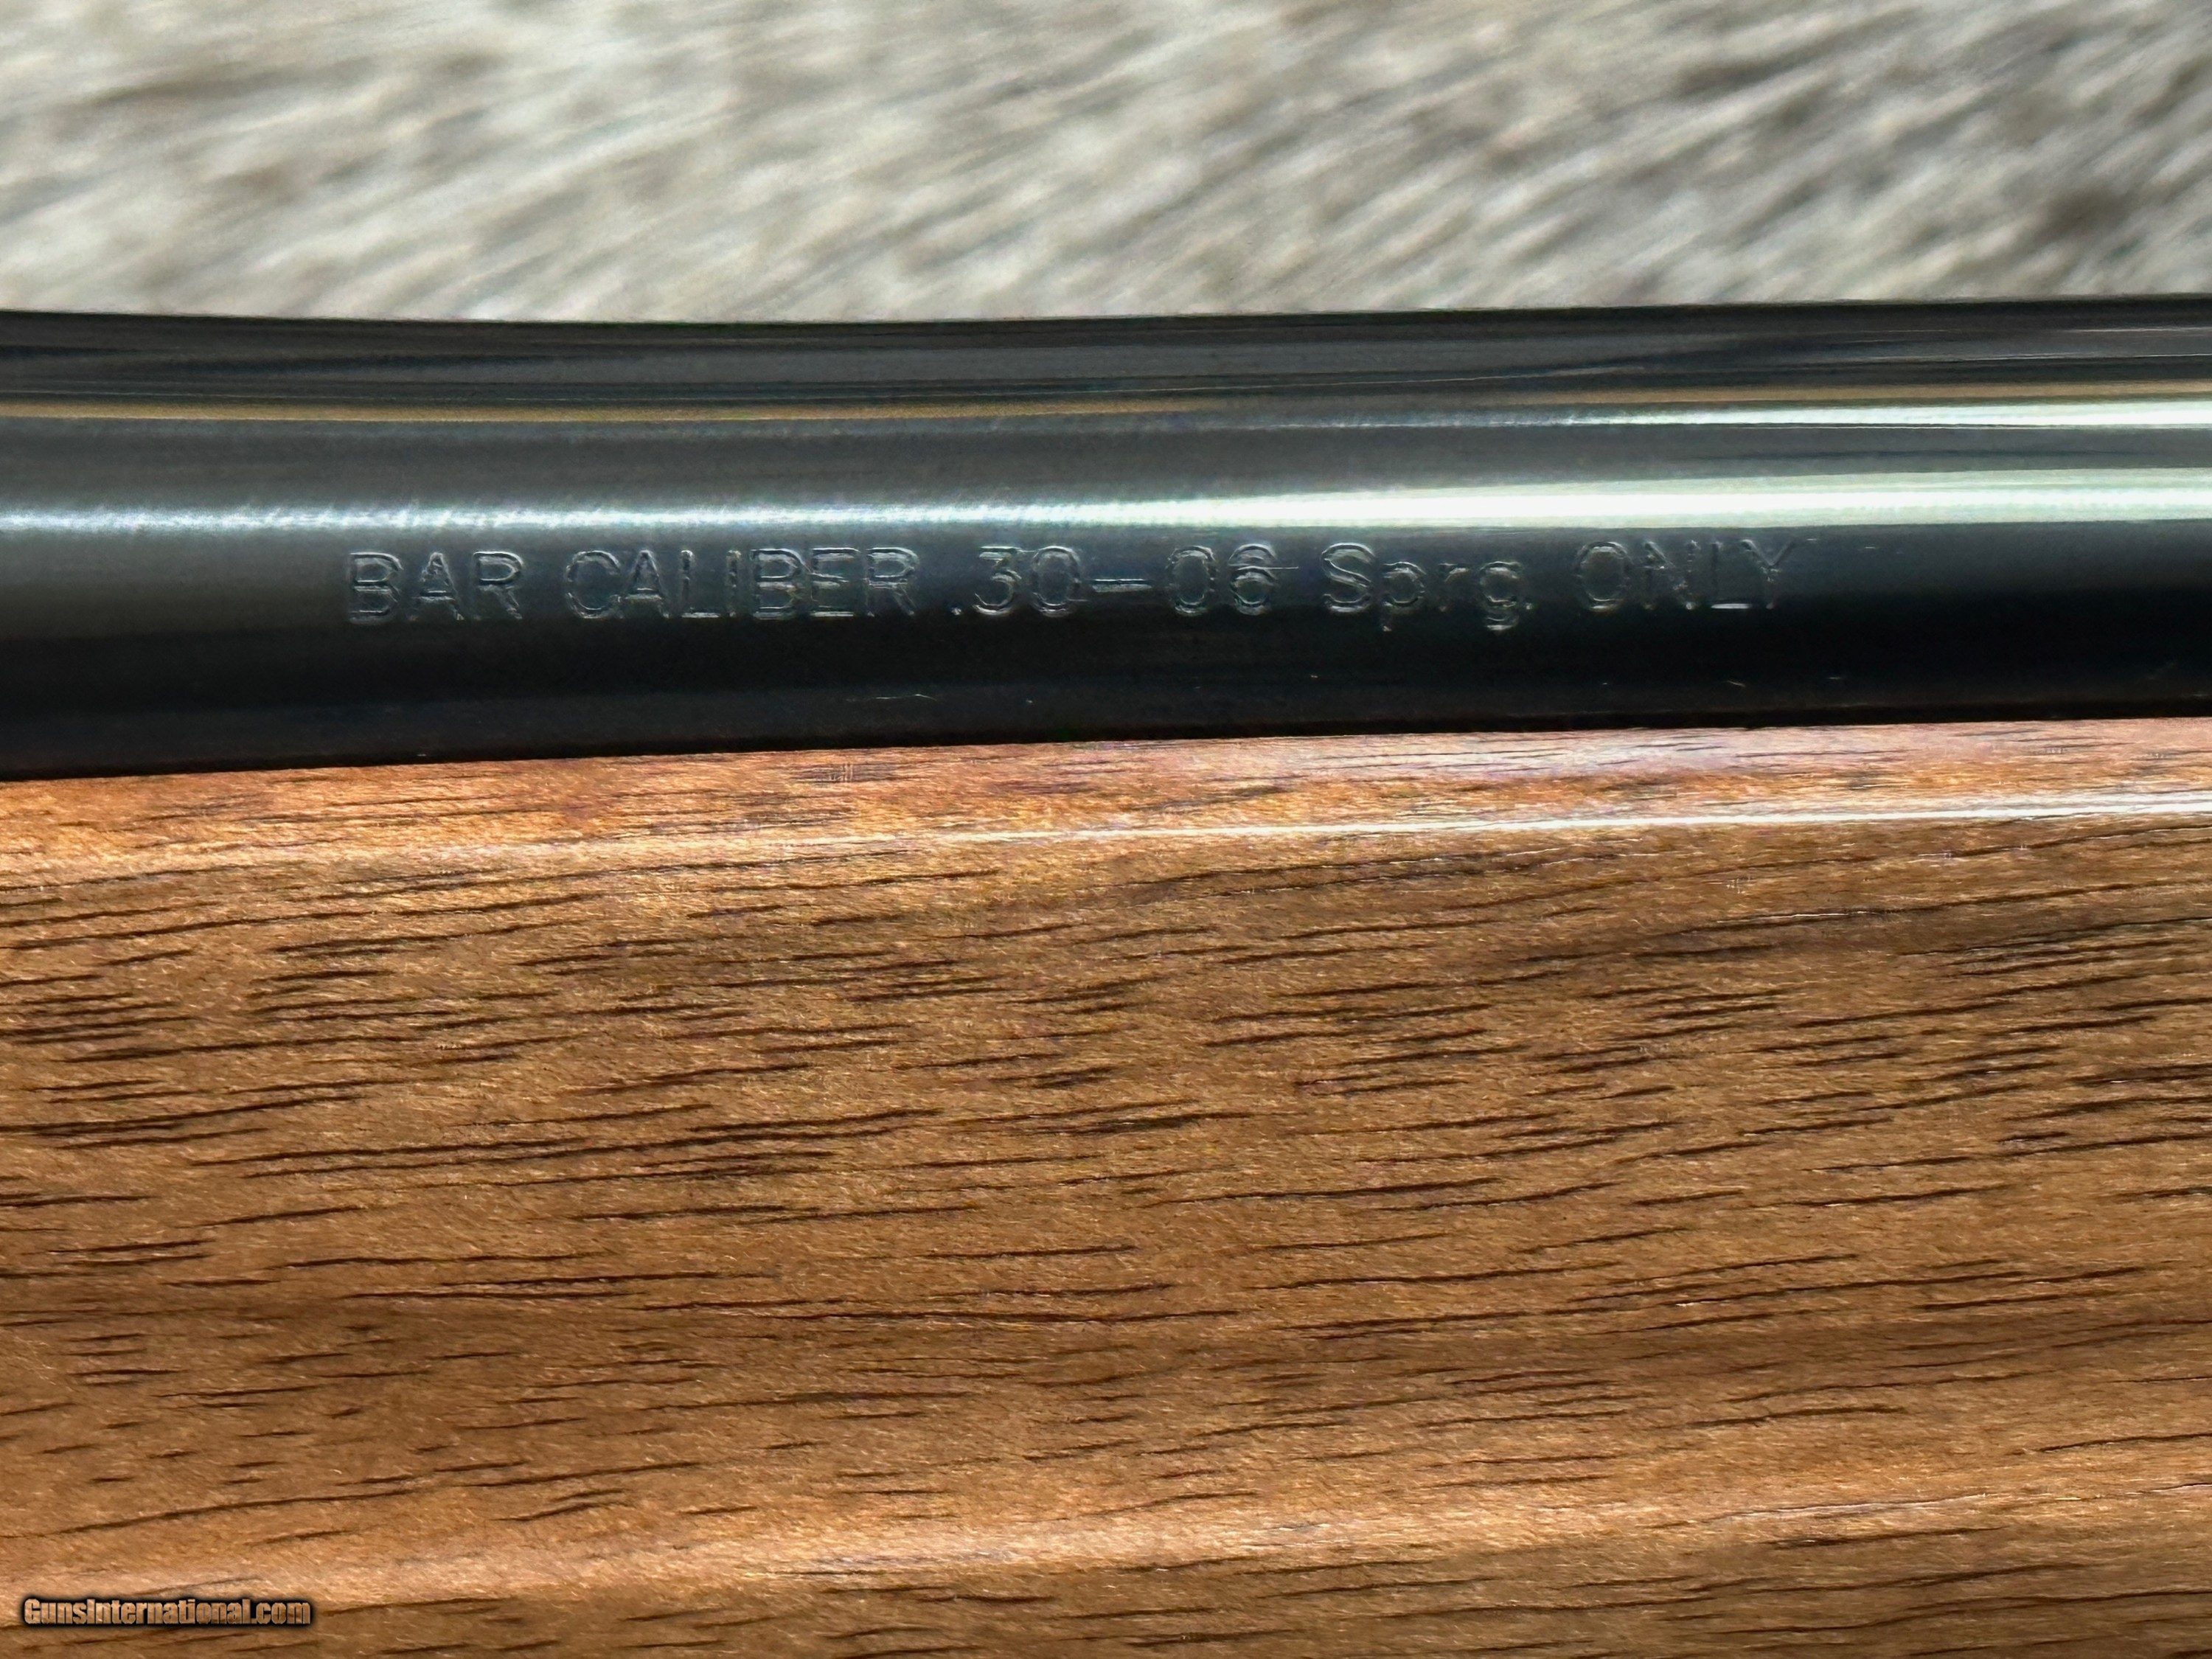 BAR CALIBER .30-06 Sprg. ONLY
GunsInternational.com